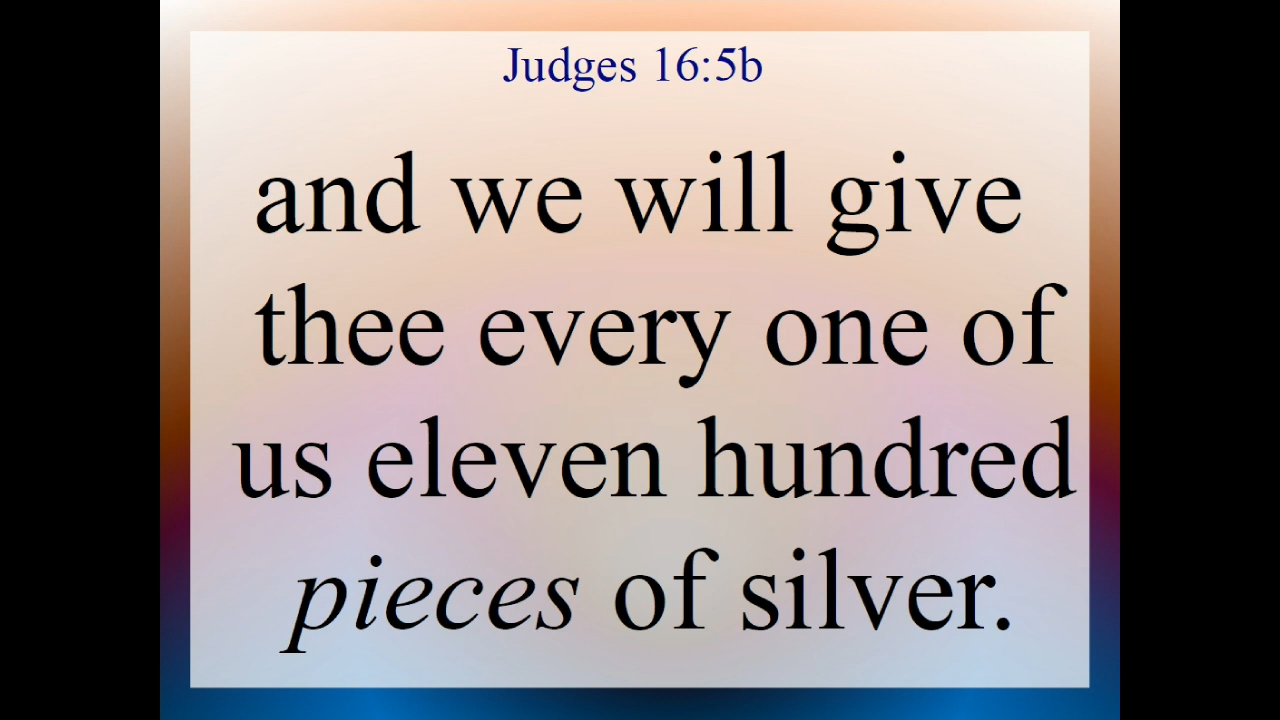 Judges 16:5b
and we will give
thee every one of
us eleven hundred
pieces of silver.